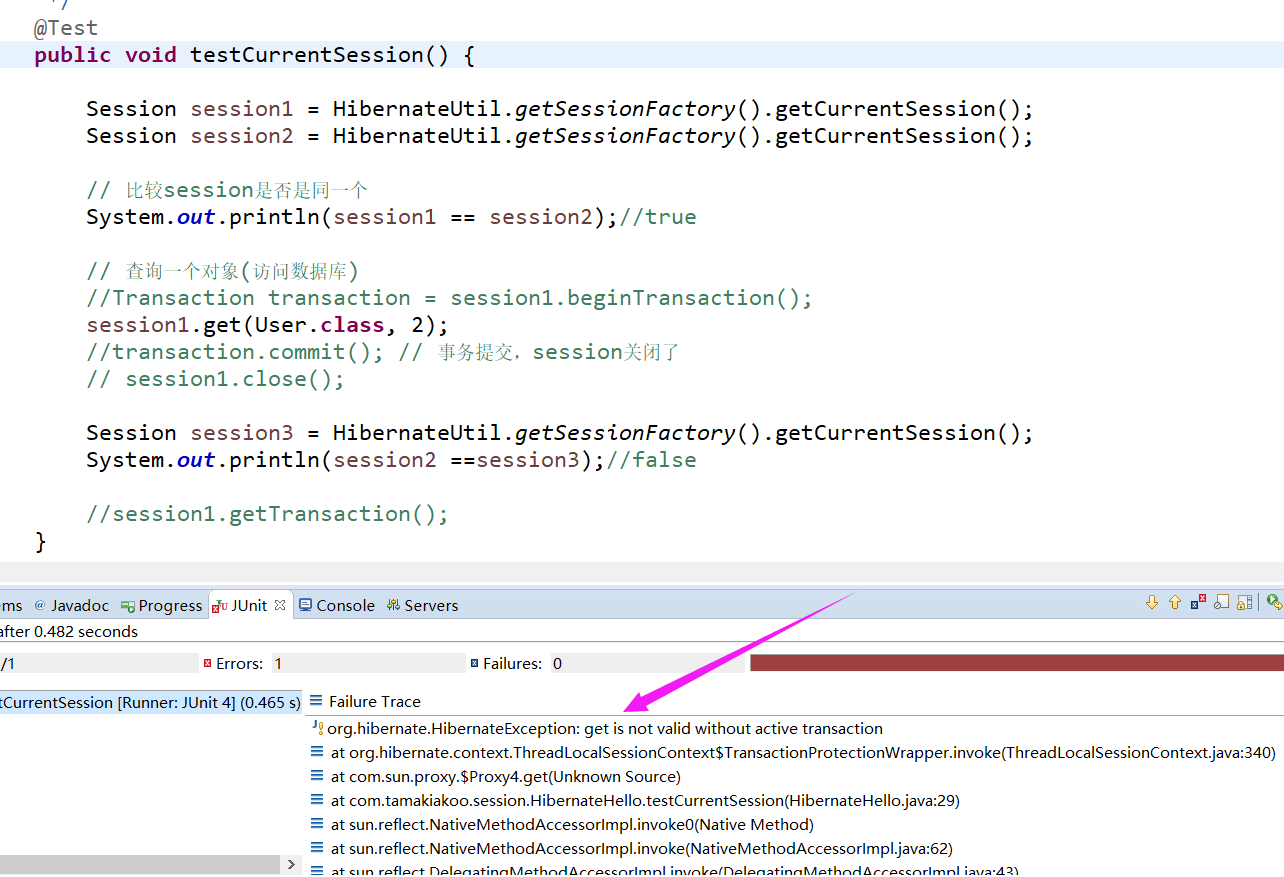 */
@Test
public void testCurrentSession() {
Session session1 = HibernateUtil.getSessionFactory().getCurrentSession();
Session session2 = HibernateUtil.getSessionFactory().getCurrentSession();
// 比较session是否是同一个
System.out.println(session1 == session2);//true
// 查询一个对象(访问数据库)
//Transaction transaction = session1.beginTransaction();
session1.get(User.class, 2);
//transaction.commit(); // 事务提交，session关闭了
// session1.close();
Session session3 = HibernateUtil.getSessionFactory().getCurrentSession();
System.out.println(session2 ==session3);//false
//session1.getTransaction();
}
ems @ Javadoc Progress JUnit Console Servers
after 0.482 seconds
/1 Errors: 1 Failures: 0
tCurrentSession [Runner: JUnit 4] (0.465 s) Failure Trace
org.hibernate.HibernateException: get is not valid without active transaction
at org.hibernate.context.ThreadLocalSessionContext$TransactionProtectionWrapper.invoke(ThreadLocalSessionContext.java:340)
at com.sun.proxy.$Proxy4.get(Unknown Source)
at com.tamakiakoo.session.HibernateHello.testCurrentSession(HibernateHello.java:29)
at sun.reflect.NativeMethodAccessorImpl.invoke0(Native Method)
at sun.reflect.NativeMethodAccessorImpl.invoke(NativeMethodAccessorImpl.java:62)
at sun.reflect.DelegatingMethodAccessorImpl.invoke(DelegatingMethodAccessorImpl.java:43)